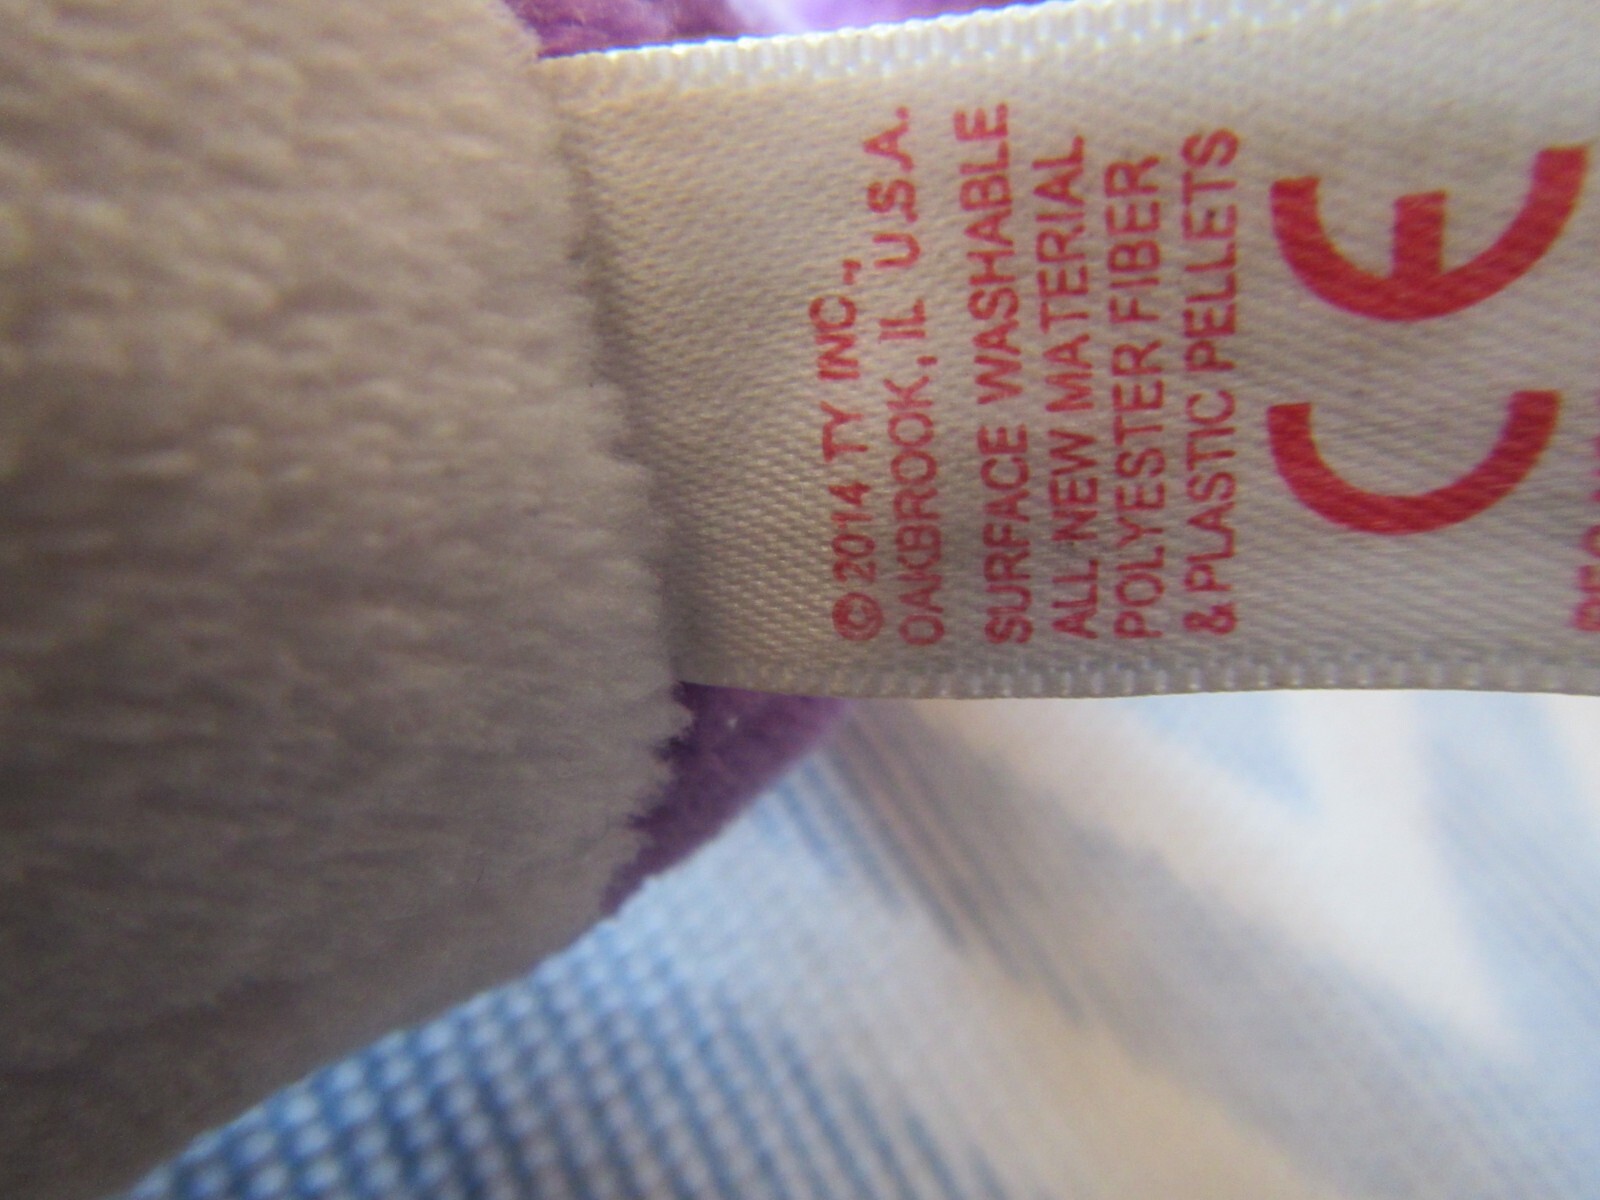 © 2014 TY INC.,
OAKBROOK, IL U.S.A.
SURFACE WASHABLE
ALL NEW MATERIAL
POLYESTER FIBER
& PLASTIC PELLETS
CE